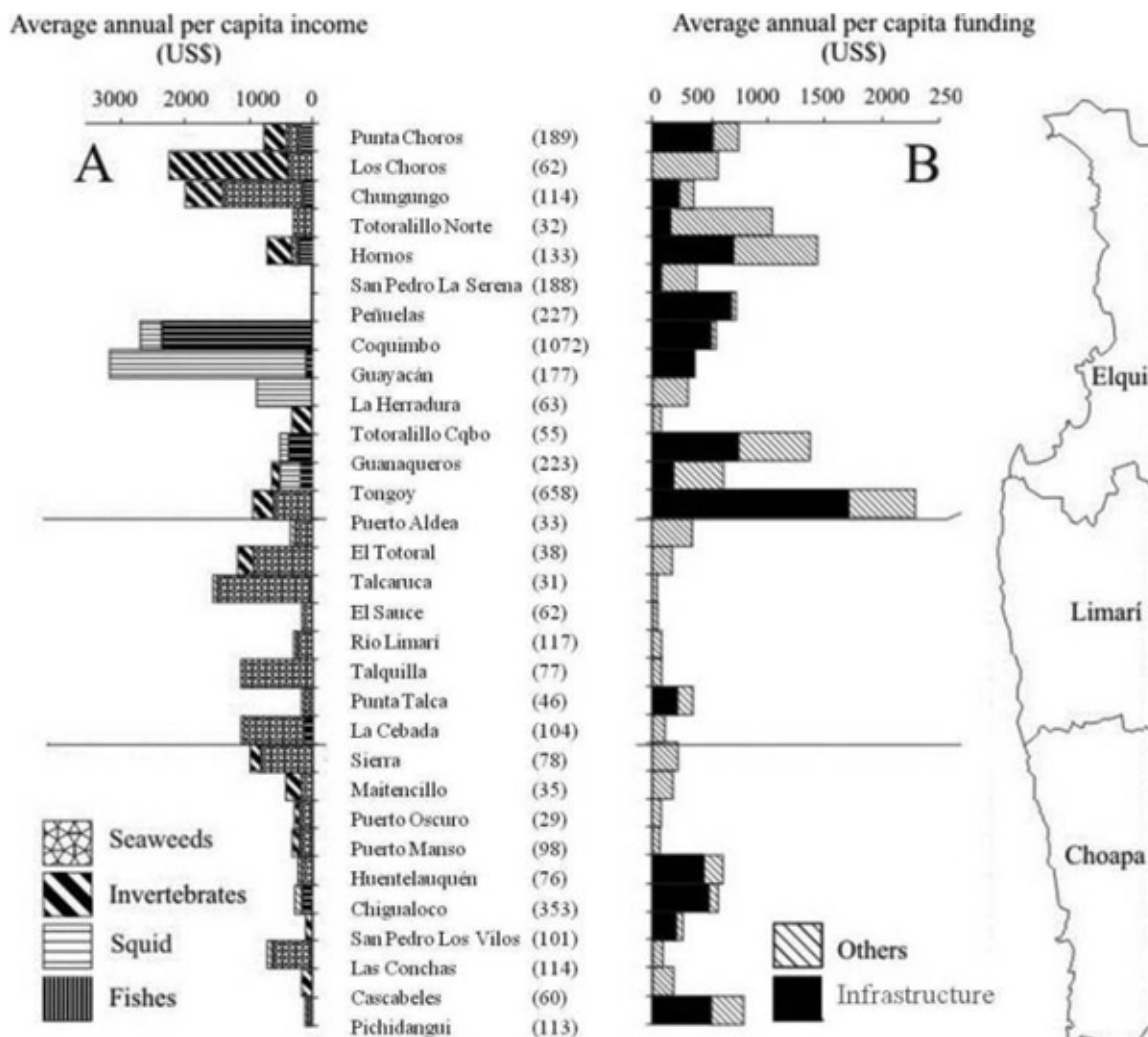 Average annual per capita income
(US$)
3000 2000 1000 0
A
Average annual per capita funding
(US$)
0 500 1000 1500 2000 250
B
Punta Choros (189)
Los Choros (62)
Chungungo (114)
Totoralillo Norte (32)
Hornos (133)
San Pedro La Serena (188)
Peñuelas (227)
Coquimbo (1072)
Guayacán (177)
La Herradura (63)
Totoralillo Cqbo (55)
Guanaqueros (223)
Tongoy (658)
Puerto Aldea (33)
El Totoral (38)
Talcaruca (31)
El Sauce (62)
Río Limarí (117)
Talquilla (77)
Punta Talca (46)
La Cebada (104)
Sierra (78)
Maitencillo (35)
Puerto Oscuro (29)
Puerto Manso (98)
Huentelauquén (76)
Chigualoco (353)
San Pedro Los Vilos (101)
Las Conchas (114)
Cascabeles (60)
Pichidangui (113)
Seaweeds
Invertebrates
Squid
Fishes
Others
Infrastructure
Elqui
Limarí
Choapa